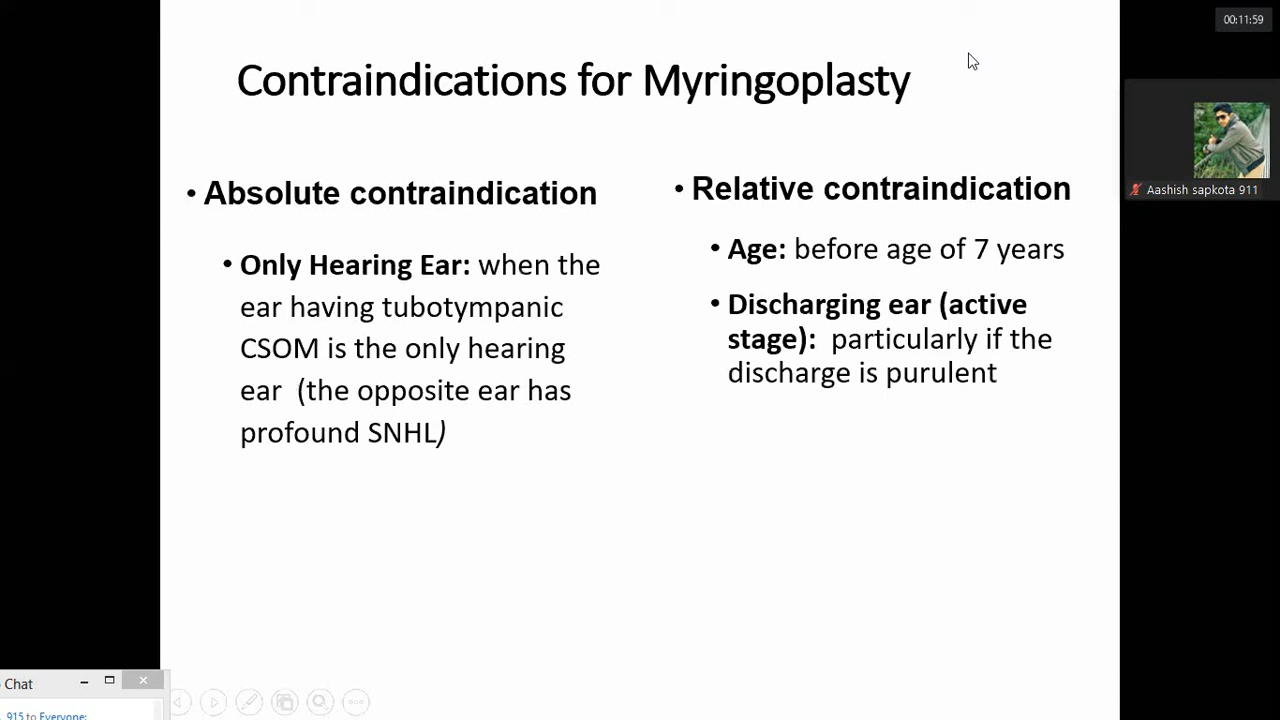 00:11:59
Contraindications for Myringoplasty
• Absolute contraindication
• Only Hearing Ear: when the
ear having tubotympanic
CSOM is the only hearing
ear (the opposite ear has
profound SNHL)
• Relative contraindication
• Age: before age of 7 years
• Discharging ear (active
stage): particularly if the
discharge is purulent
Aashish sapkota 911
Chat
915 to Everyone: